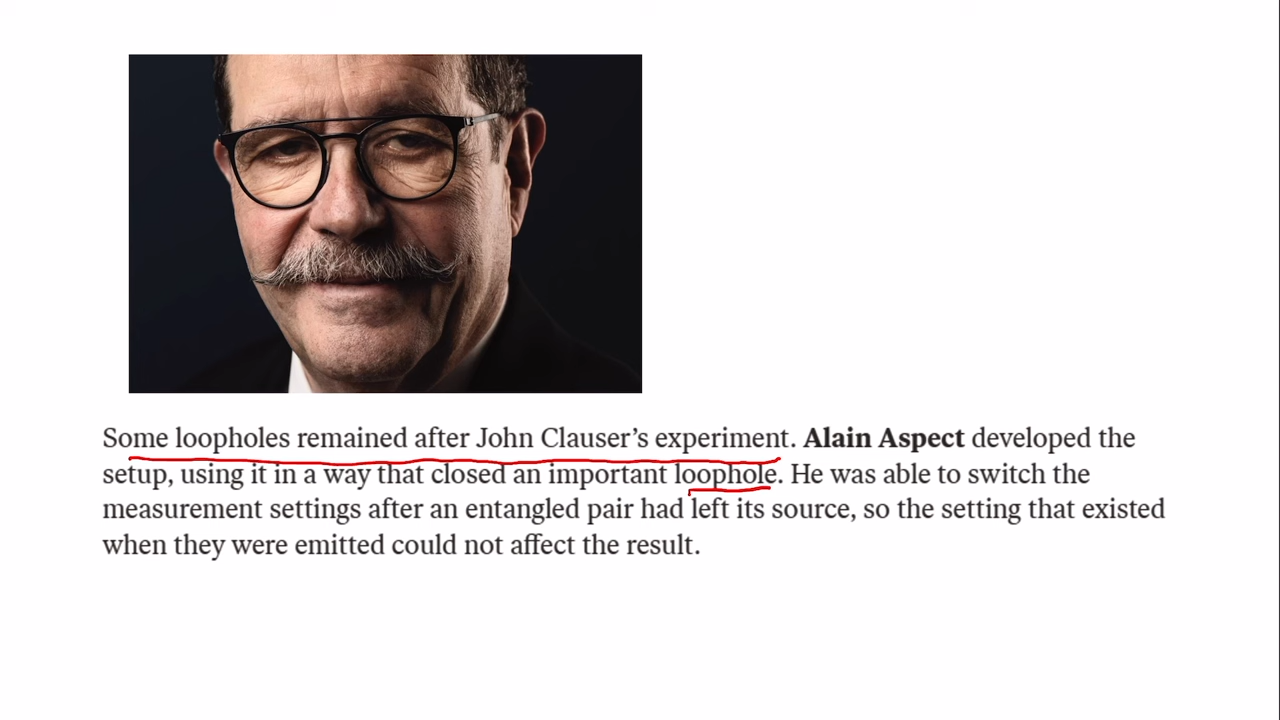 Some loopholes remained after John Clauser’s experiment. Alain Aspect developed the
setup, using it in a way that closed an important loophole. He was able to switch the
measurement settings after an entangled pair had left its source, so the setting that existed
when they were emitted could not affect the result.